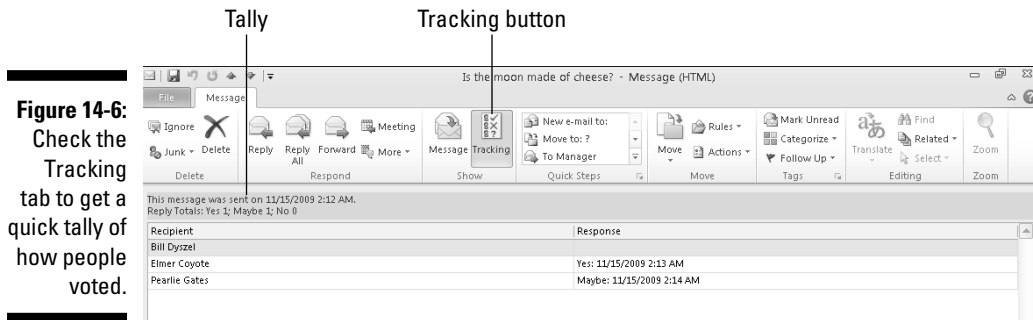 Tally
Tracking button
Figure 14-6:
Check the
Tracking
tab to get a
quick tally of
how people
voted.
Is the moon made of cheese? - Message (HTML)
File
Message
Ignore
Junk
Delete
Delete
Reply
Reply All
Forward
Meeting
More
Respond
Message
Tracking
Show
New e-mail to:
Move to: ?
To Manager
Quick Steps
Move
Rules
Actions
Move
Mark Unread
Categorize
Follow Up
Tags
Translate
Find
Related
Select
Editing
Zoom
Zoom
This message was sent on 11/15/2009 2:12 AM.
Reply Totals: Yes 1; Maybe 1; No 0
Recipient Response
Bill Dyszel
Elmer Coyote Yes: 11/15/2009 2:13 AM
Pearlie Gates Maybe: 11/15/2009 2:14 AM